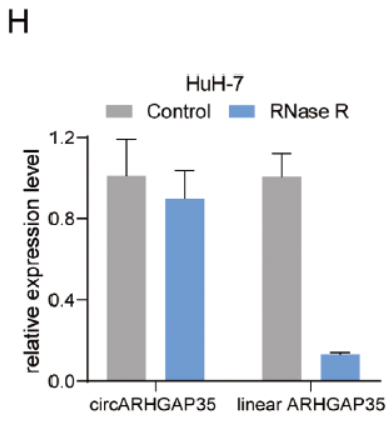 H
HuH-7
Control RNase R
relative expression level
1.2
0.8
0.4
0.0
circARHGAP35 linear ARHGAP35